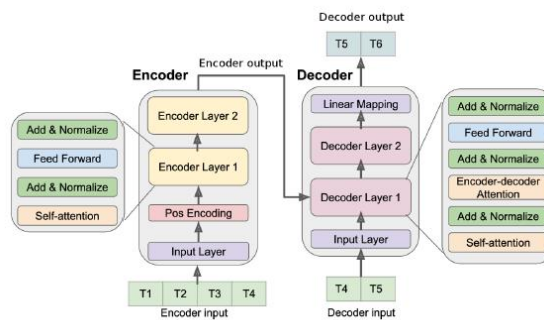 Decoder output
T5 T6
Encoder output
Encoder
Decoder
Add & Normalize
Feed Forward
Add & Normalize
Self-attention
Encoder Layer 2
Encoder Layer 1
Pos Encoding
Input Layer
T1 T2 T3 T4
Encoder input
Linear Mapping
Decoder Layer 2
Decoder Layer 1
Input Layer
T4 T5
Decoder input
Add & Normalize
Feed Forward
Add & Normalize
Encoder-decoder
Attention
Add & Normalize
Self-attention